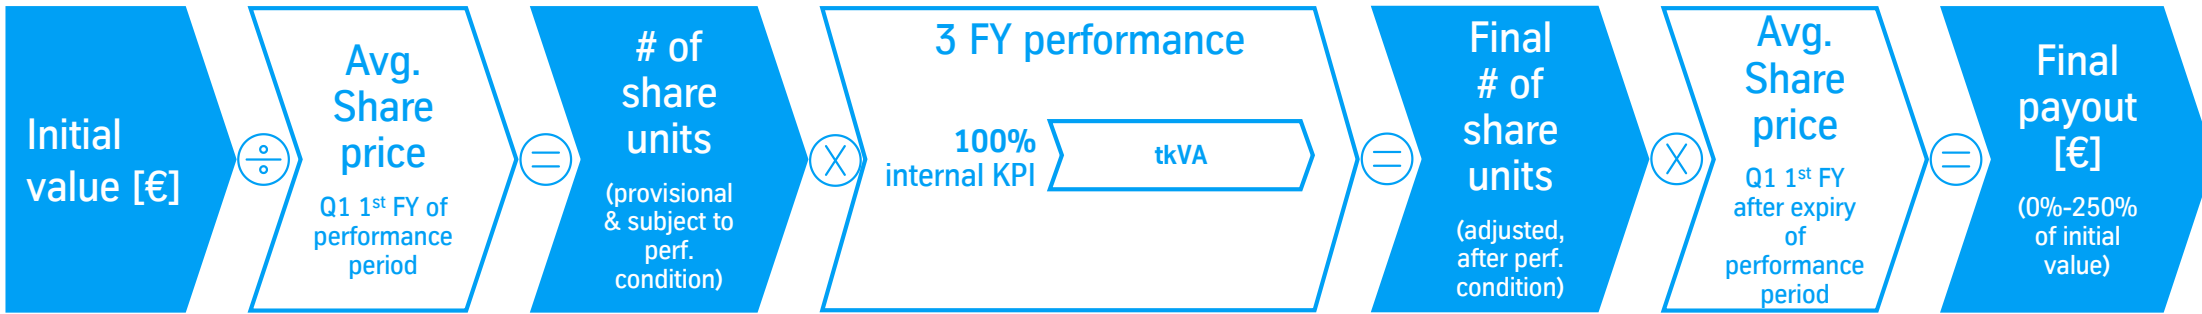 Initial
value [€]
÷
Avg.
Share
price
Q1 1st FY of
performance
period
=
# of
share
units
(provisional
& subject to
perf.
condition)
X
3 FY performance
100%
internal KPI
tkVA
=
Final
# of
share
units
(adjusted,
after perf.
condition)
X
Avg.
Share
price
Q1 1st FY
after expiry
of
performance
period
=
Final
payout
[€]
(0%-250%
of initial
value)